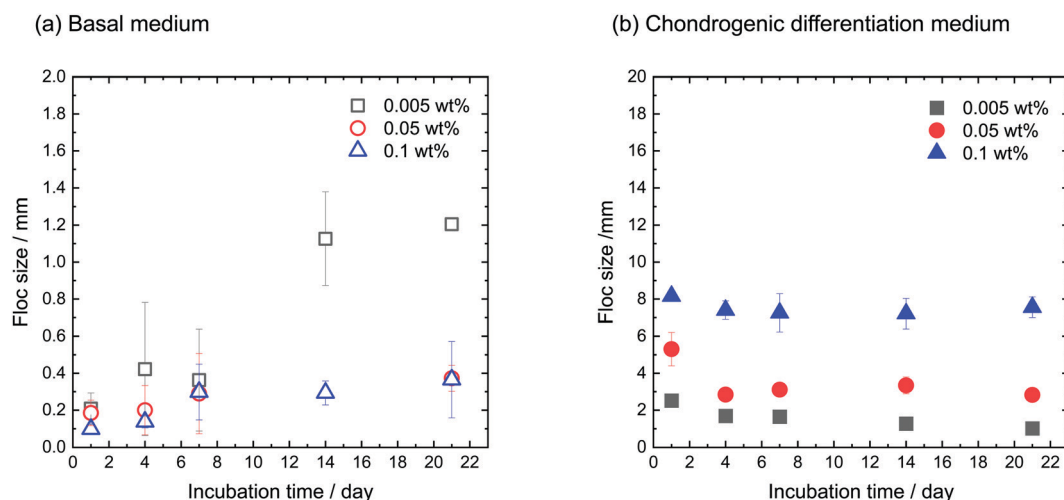 (a) Basal medium
2.0
1.8
1.6
1.4
1.2
1.0
0.8
0.6
0.4
0.2
0.0
Floc size / mm
0.005 wt%
0.05 wt%
0.1 wt%
0 2 4 6 8 10 12 14 16 18 20 22
Incubation time / day
(b) Chondrogenic differentiation medium
20
18
16
14
12
10
8
6
4
2
0
Floc size /mm
0.005 wt%
0.05 wt%
0.1 wt%
0 2 4 6 8 10 12 14 16 18 20 22
Incubation time / day